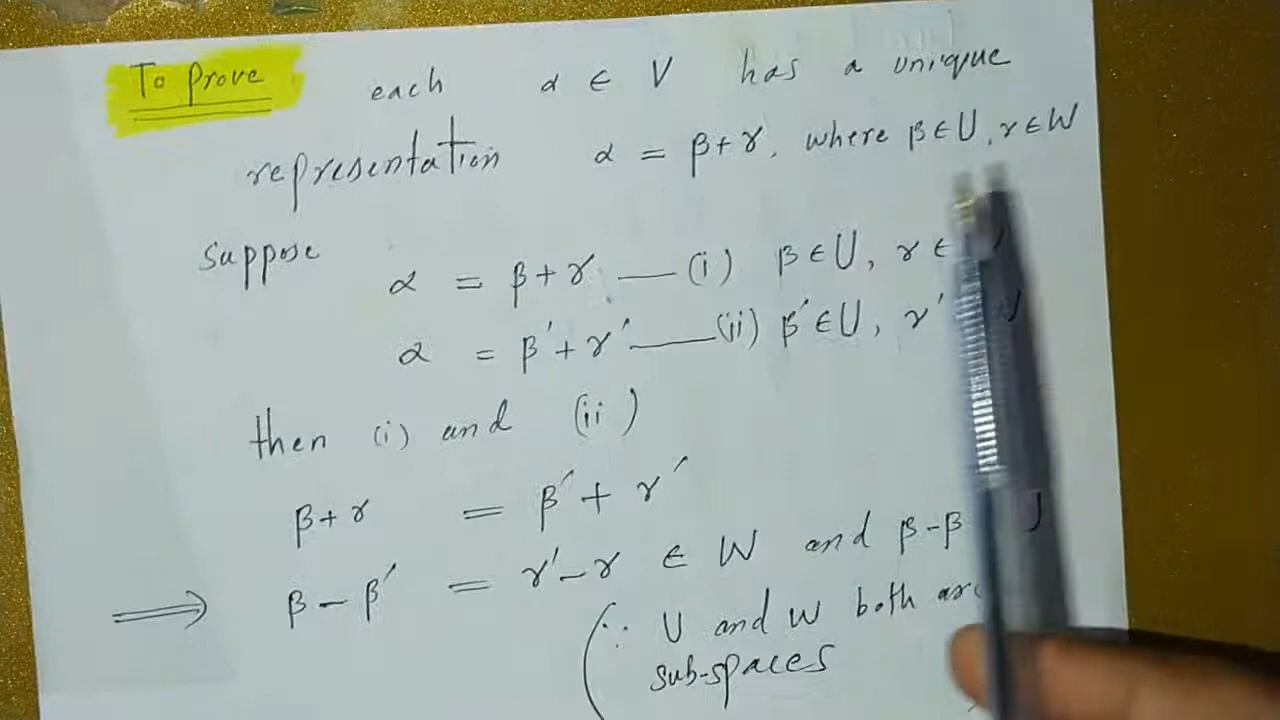 To Prove each α ∈ V has a unique
representation α = β+γ, where β∈U, γ∈W
suppose
α = β+γ —(i) β∈U, γ∈
α = β'+γ' —(ii) β'∈U, γ'
then (i) and (ii)
β+γ = β'+γ'
⟹ β-β' = γ'-γ ∈ W and β-β
(∵ U and W both are
sub-spaces